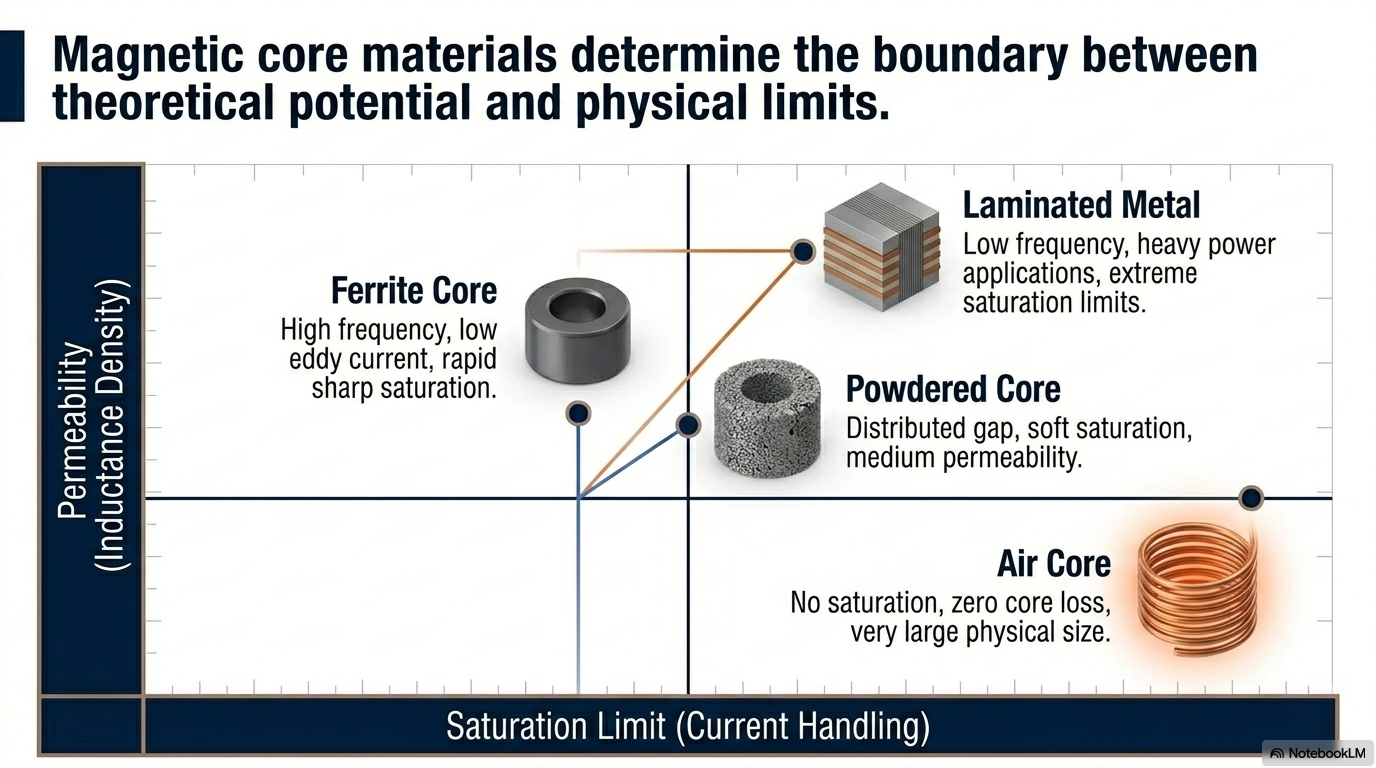 Magnetic core materials determine the boundary between
theoretical potential and physical limits.
Permeability
(Inductance Density)
Ferrite Core
High frequency, low
eddy current, rapid
sharp saturation.
Laminated Metal
Low frequency, heavy power
applications, extreme
saturation limits.
Powdered Core
Distributed gap, soft saturation,
medium permeability.
Air Core
No saturation, zero core loss,
very large physical size.
Saturation Limit (Current Handling)
NotebookLM